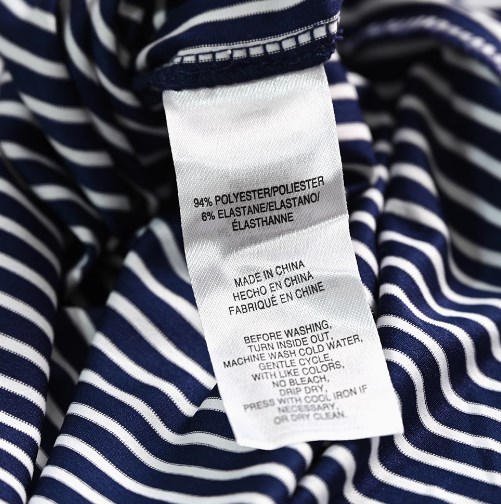 94% POLYESTER/POLIESTER
6% ELASTANE/ELASTANO/
ÉLASTHANNE
MADE IN CHINA
HECHO EN CHINA
FABRIQUÉ EN CHINE
BEFORE WASHING,
TURN INSIDE OUT,
MACHINE WASH COLD WATER,
GENTLE CYCLE,
WITH LIKE COLORS,
NO BLEACH,
DRIP DRY,
PRESS WITH COOL IRON IF
NECESSARY,
OR DRY CLEAN.